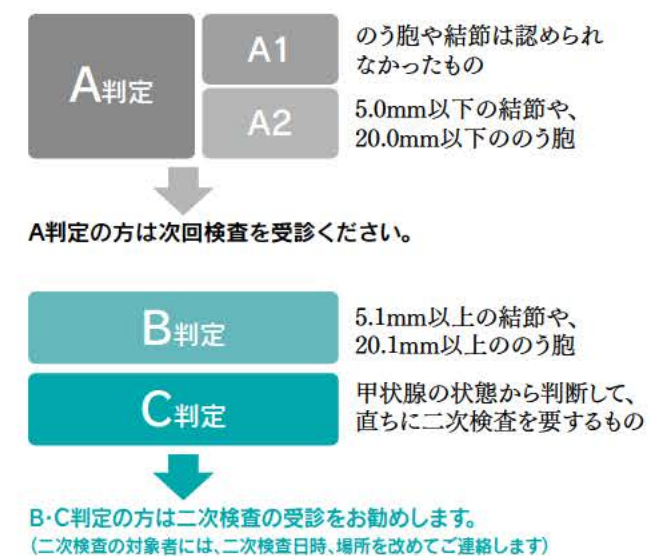 A判定
A1
のう胞や結節は認められ
なかったもの
A2
5.0mm以下の結節や、
20.0mm以下ののう胞
A判定の方は次回検査を受診ください。
B判定
5.1mm以上の結節や、
20.1mm以上ののう胞
C判定
甲状腺の状態から判断して、
直ちに二次検査を要するもの
B・C判定の方は二次検査の受診をお勧めします。
(二次検査の対象者には、二次検査日時、場所を改めてご連絡します)